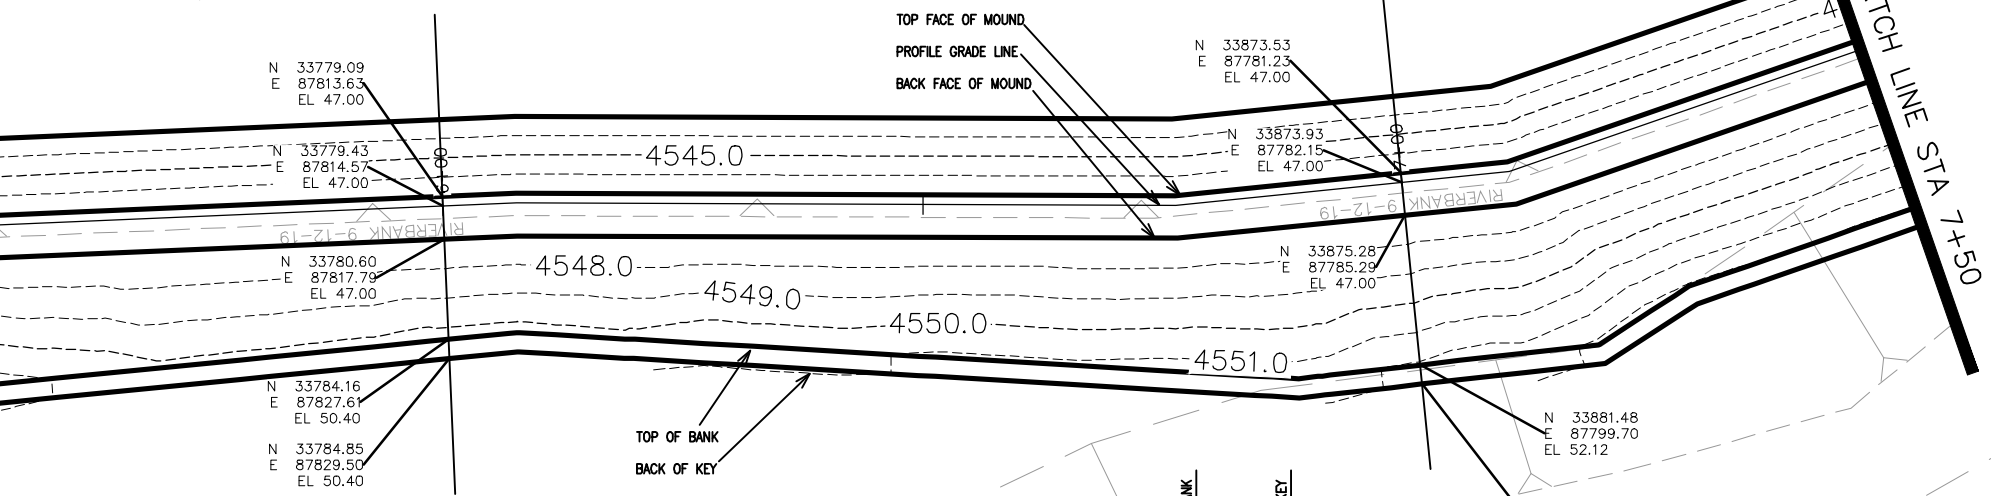 TOP FACE OF MOUND
PROFILE GRADE LINE
BACK FACE OF MOUND
N 33779.09
E 87813.63
EL 47.00
N 33873.53
E 87781.23
EL 47.00
N 33779.43
E 87814.57
EL 47.00
4545.0
N 33873.93
E 87782.15
EL 47.00
RIVERBANK 9-12-19
RIVERBANK 9-12-19
N 33780.60
E 87817.79
EL 47.00
4548.0
4549.0
4550.0
4551.0
N 33875.28
E 87785.29
EL 47.00
TCH LINE STA 7+50
N 33784.16
E 87827.61
EL 50.40
N 33784.85
E 87829.50
EL 50.40
TOP OF BANK
BACK OF KEY
N 33881.48
E 87799.70
EL 52.12
NK
KEY